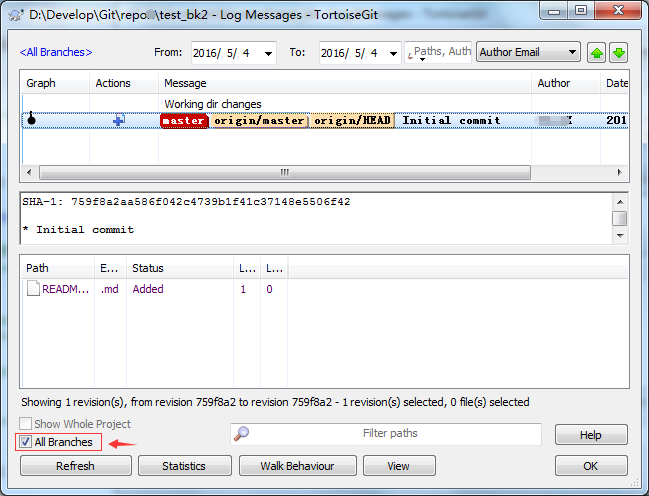 D:\Develop\Git\repo\test_bk2 - Log Messages - TortoiseGit
<All Branches> From: 2016/ 5/ 4 To: 2016/ 5/ 4 Paths, Auth Author Email
Graph Actions Message Author Date
Working dir changes
master origin/master origin/HEAD Initial commit 201
SHA-1: 759f8a2aa586f042c4739b1f41c37148e5506f42
* Initial commit
Path E... Status L... L...
READM... .md Added 1 0
Showing 1 revision(s), from revision 759f8a2 to revision 759f8a2 - 1 revision(s) selected, 0 file(s) selected
Show Whole Project
All Branches
Filter paths
Help
Refresh Statistics Walk Behaviour View OK